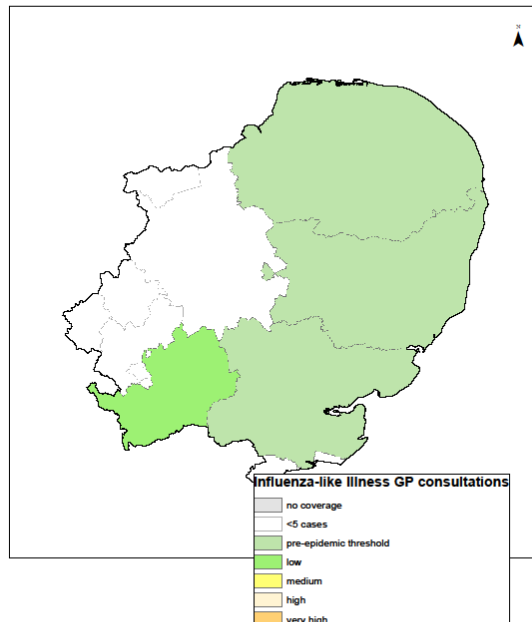 N
Influenza-like Illness GP consultations
no coverage
<5 cases
pre-epidemic threshold
low
medium
high
very high